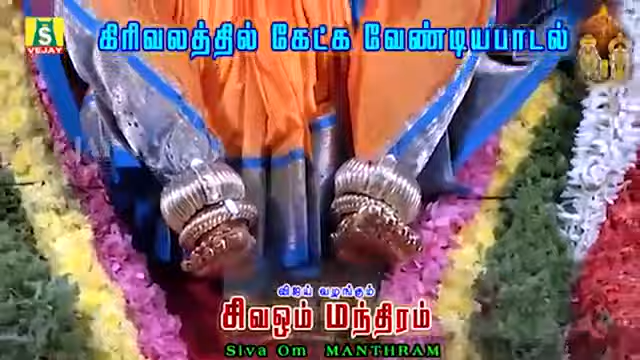 S
VEJAY
கிரிவலத்தில் கேட்க வேண்டியபாடல்
விஜய் வழங்கும்
சிவஓம் மந்திரம்
Siva Om MANTHRAM